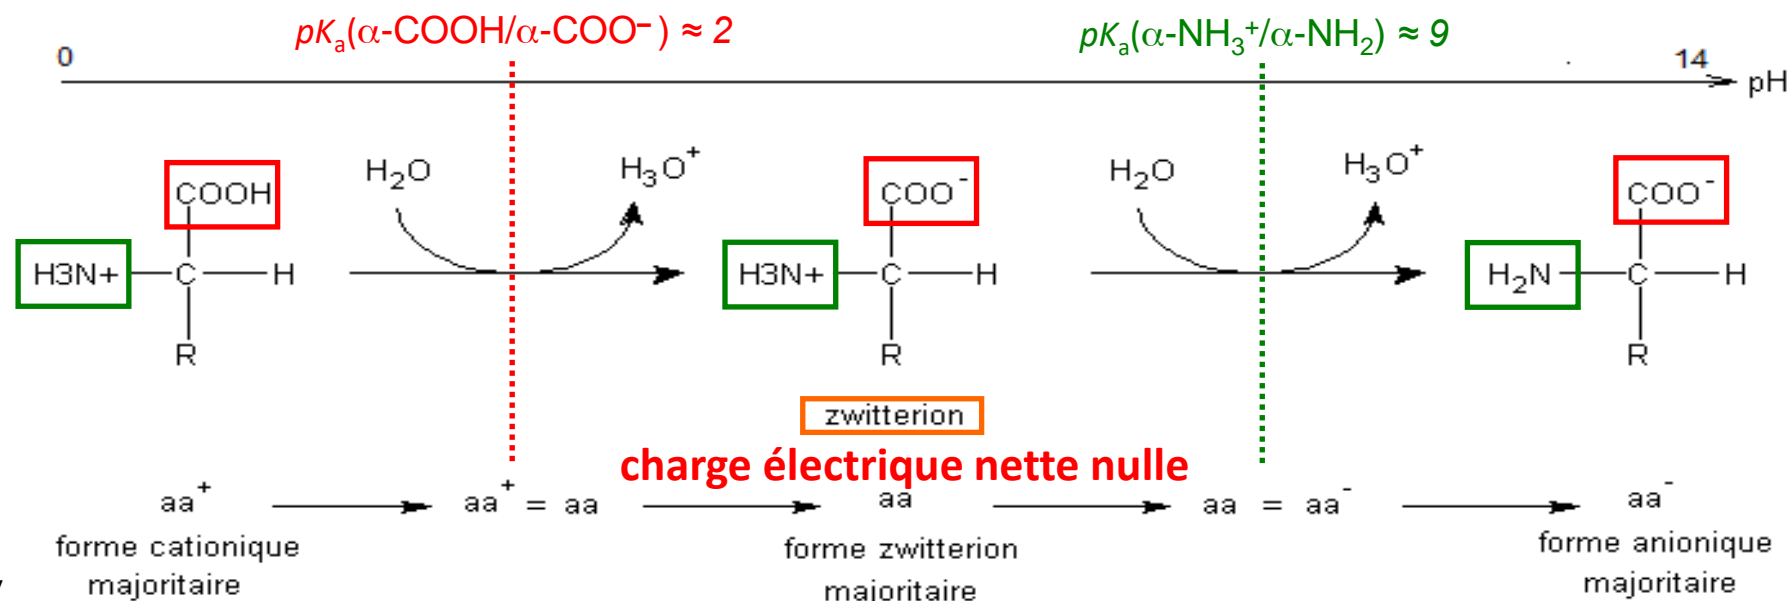 pKa(α-COOH/α-COO⁻) ≈ 2
pKa(α-NH₃⁺/α-NH₂) ≈ 9
0
14
pH
COOH
H₂O
H₃O⁺
COO⁻
H₂O
H₃O⁺
COO⁻
H3N+
C
H
H3N+
C
H
H₂N
C
H
R
R
R
zwitterion
charge électrique nette nulle
aa⁺
aa⁺ = aa
aa
aa = aa⁻
aa⁻
forme cationique
majoritaire
forme zwitterion
majoritaire
forme anionique
majoritaire